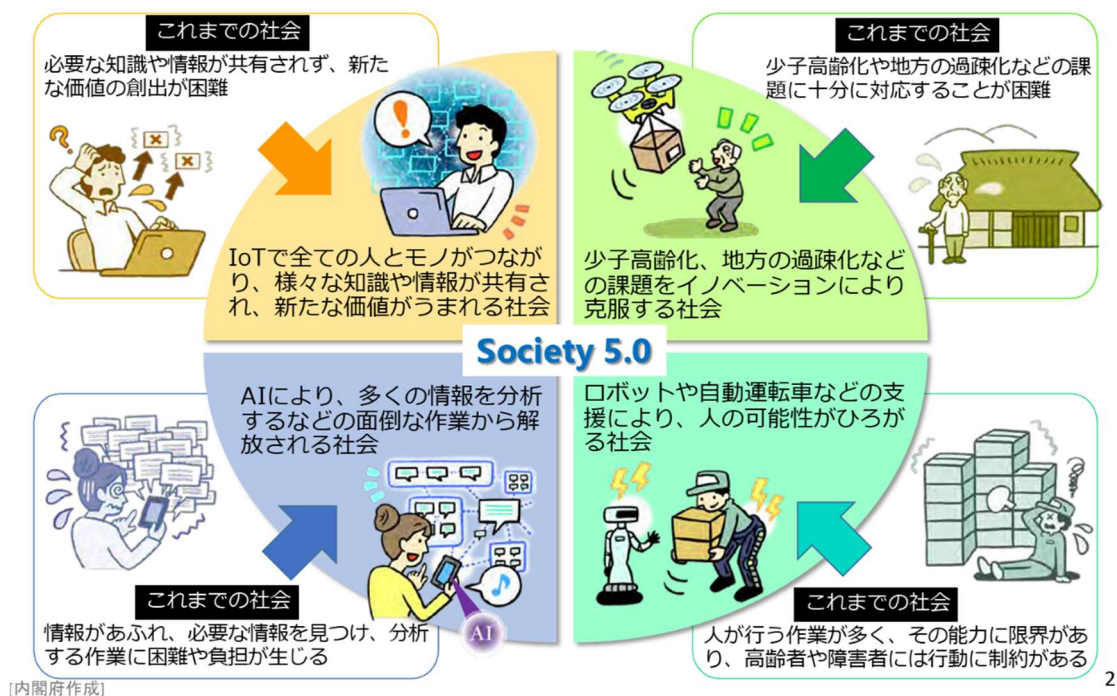 これまでの社会
必要な知識や情報が共有されず、新た
な価値の創出が困難
IoTで全ての人とモノがつなが
り、様々な知識や情報が共有さ
れ、新たな価値がうまれる社会
これまでの社会
少子高齢化や地方の過疎化などの課
題に十分に対応することが困難
少子高齢化、地方の過疎化など
の課題をイノベーションにより
克服する社会
Society 5.0
AIにより、多くの情報を分析
するなどの面倒な作業から解
放される社会
AI
これまでの社会
情報があふれ、必要な情報を見つけ、分析
する作業に困難や負担が生じる
ロボットや自動運転車などの支
援により、人の可能性がひろが
る社会
これまでの社会
人が行う作業が多く、その能力に限界があ
り、高齢者や障害者には行動に制約がある
[内閣府作成]
2